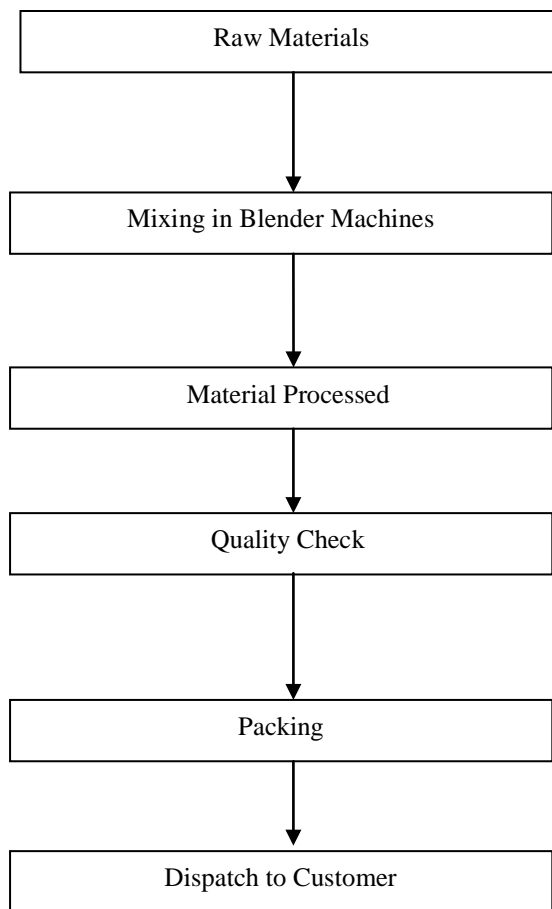 Raw Materials
Mixing in Blender Machines
Material Processed
Quality Check
Packing
Dispatch to Customer